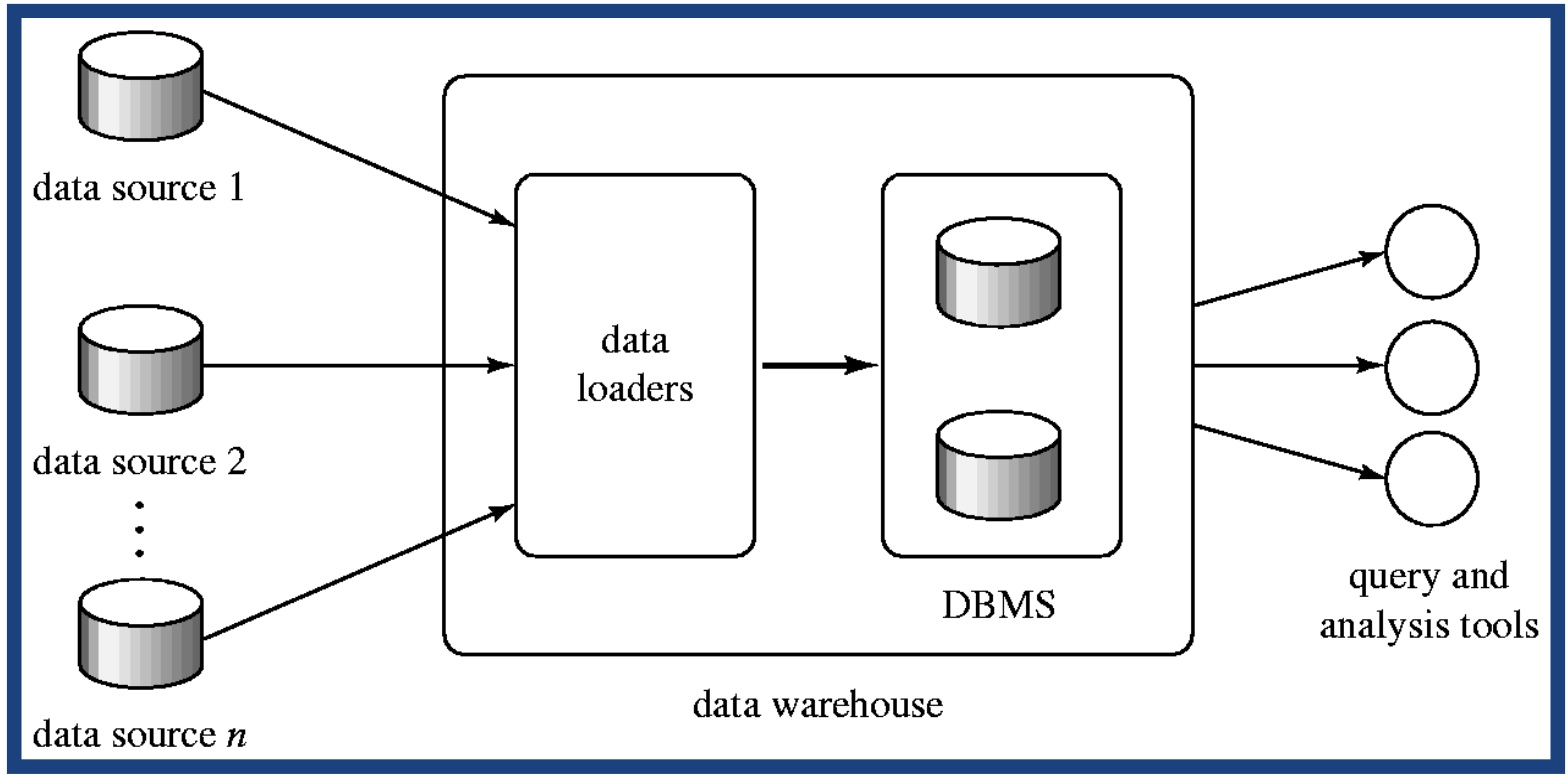 data source 1
data source 2
data source n
data
loaders
DBMS
data warehouse
query and
analysis tools